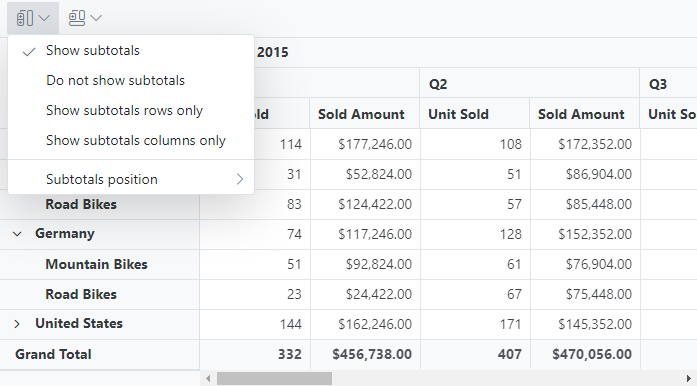 Show subtotals
Do not show subtotals
Show subtotals rows only
Show subtotals columns only
Subtotals position
2015
Q2 Q3
ld Sold Amount Unit Sold Sold Amount Unit So
114 $177,246.00 108 $172,352.00
31 $52,824.00 51 $86,904.00
Road Bikes 83 $124,422.00 57 $85,448.00
Germany 74 $117,246.00 128 $152,352.00
Mountain Bikes 51 $92,824.00 61 $76,904.00
Road Bikes 23 $24,422.00 67 $75,448.00
United States 144 $162,246.00 171 $145,352.00
Grand Total 332 $456,738.00 407 $470,056.00